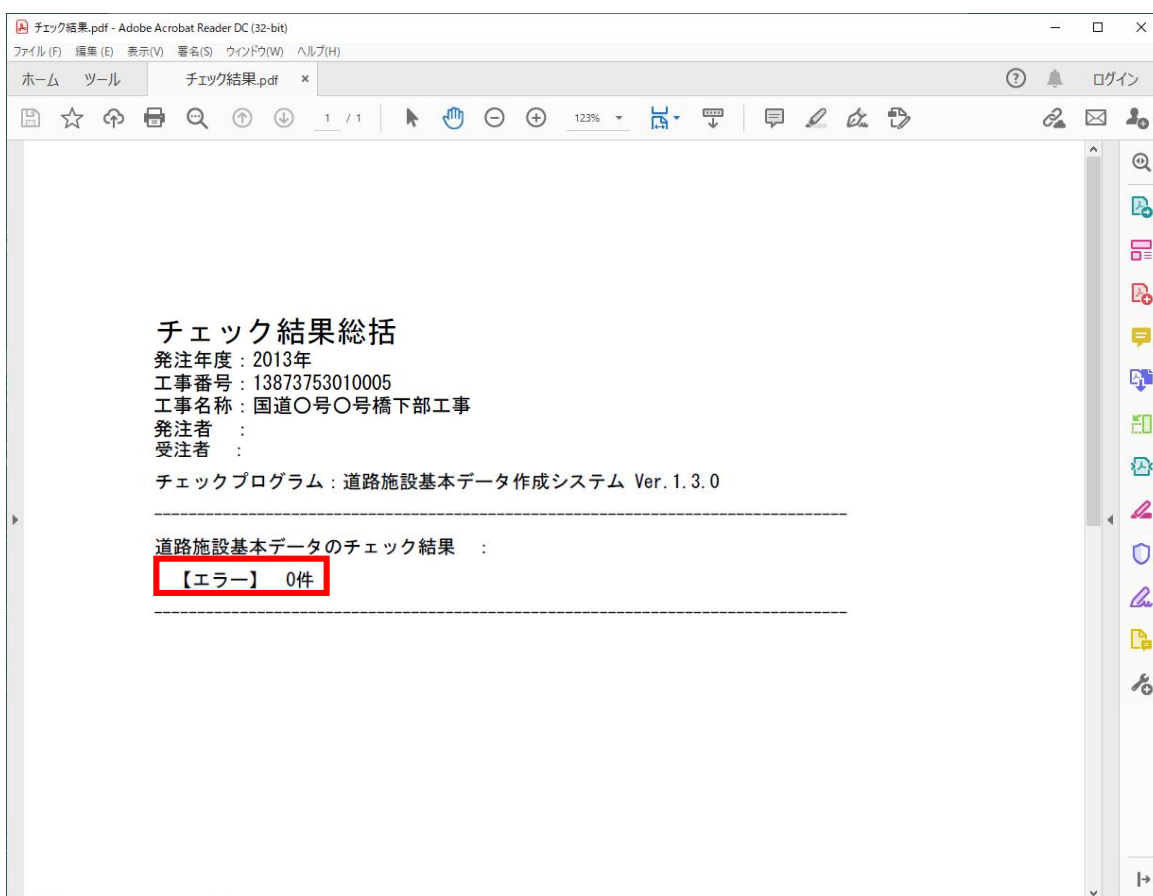 チェック結果.pdf - Adobe Acrobat Reader DC (32-bit)
ファイル(F) 編集(E) 表示(V) 署名(S) ウィンドウ(W) ヘルプ(H)
ホーム ツール チェック結果.pdf × ログイン
1 / 1 123%
チェック結果総括
発注年度：2013年
工事番号：13873753010005
工事名称：国道〇号〇号橋下部工事
発注者　：
受注者　：
チェックプログラム：道路施設基本データ作成システム Ver.1.3.0
道路施設基本データのチェック結果　：
【エラー】　0件